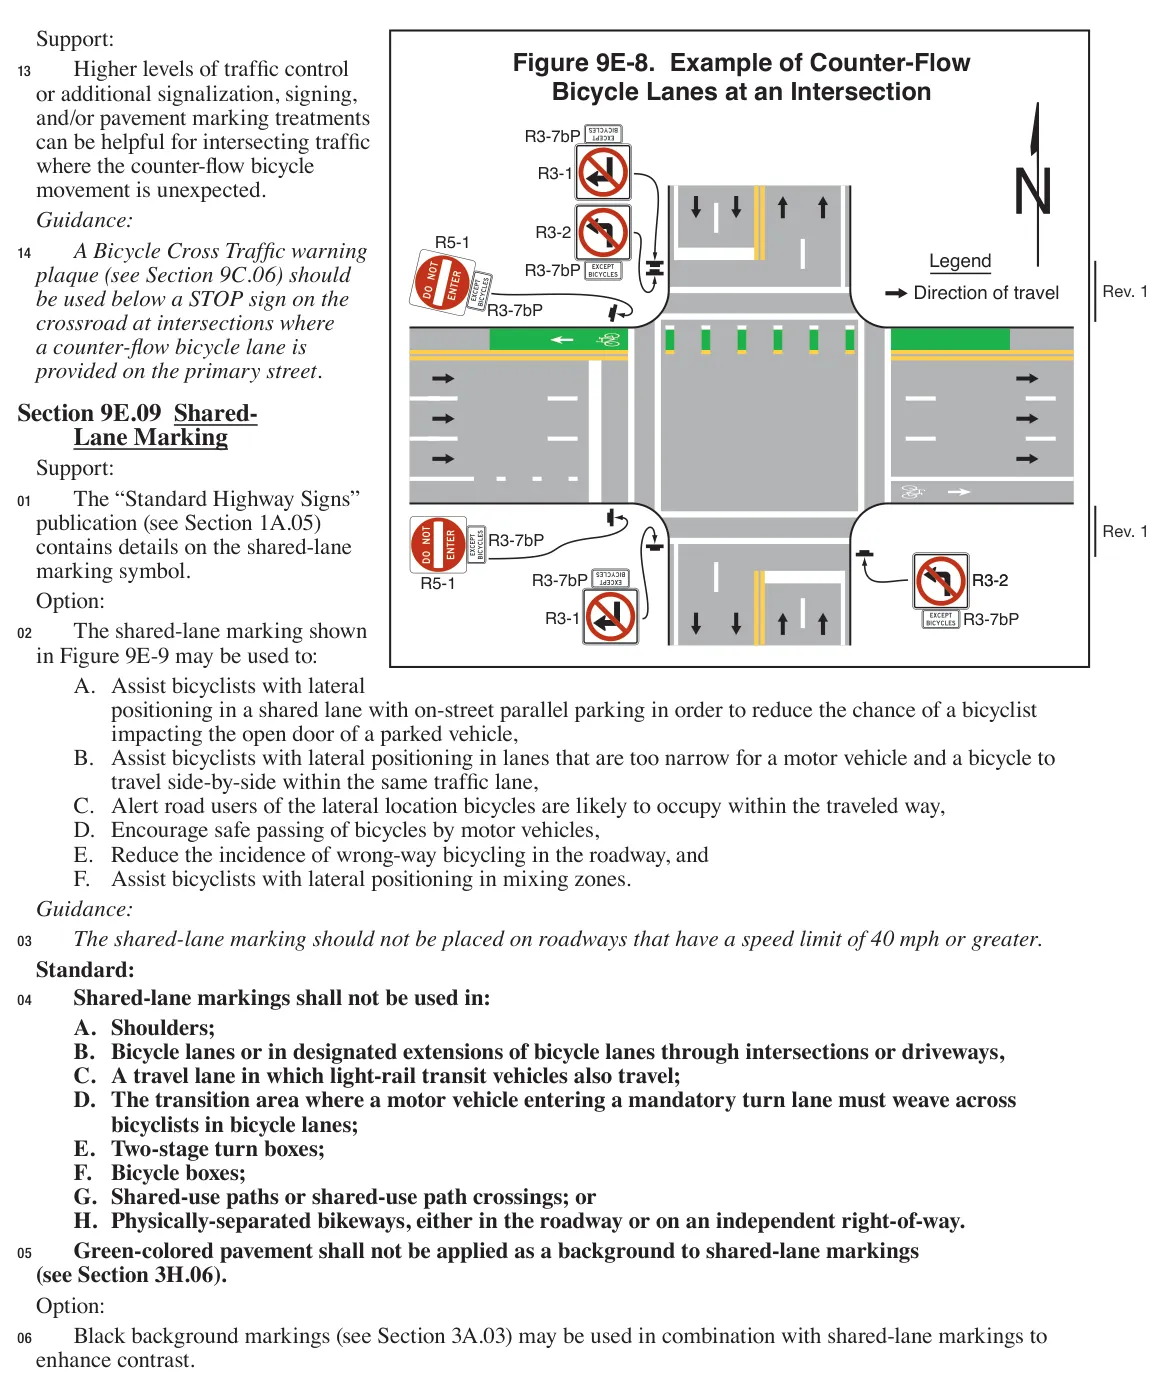 Support:
13 Higher levels of traffic control
or additional signalization, signing,
and/or pavement marking treatments
can be helpful for intersecting traffic
where the counter-flow bicycle
movement is unexpected.
Guidance:
14 A Bicycle Cross Traffic warning
plaque (see Section 9C.06) should
be used below a STOP sign on the
crossroad at intersections where
a counter-flow bicycle lane is
provided on the primary street.
Section 9E.09 Shared-
Lane Marking
Support:
01 The “Standard Highway Signs”
publication (see Section 1A.05)
contains details on the shared-lane
marking symbol.
Option:
02 The shared-lane marking shown
in Figure 9E-9 may be used to:
Figure 9E-8. Example of Counter-Flow
Bicycle Lanes at an Intersection
R3-7bP
EXCEPT
BICYCLES
R3-1
R3-2
R3-7bP
EXCEPT
BICYCLES
R5-1
DO NOT
ENTER
EXCEPT
BICYCLES
R3-7bP
N
Legend
Direction of travel
Rev. 1
DO NOT
ENTER
EXCEPT
BICYCLES
R3-7bP
R5-1
R3-7bP
EXCEPT
BICYCLES
R3-1
R3-2
EXCEPT
BICYCLES
R3-7bP
Rev. 1
A. Assist bicyclists with lateral
positioning in a shared lane with on-street parallel parking in order to reduce the chance of a bicyclist
impacting the open door of a parked vehicle,
B. Assist bicyclists with lateral positioning in lanes that are too narrow for a motor vehicle and a bicycle to
travel side-by-side within the same traffic lane,
C. Alert road users of the lateral location bicycles are likely to occupy within the traveled way,
D. Encourage safe passing of bicycles by motor vehicles,
E. Reduce the incidence of wrong-way bicycling in the roadway, and
F. Assist bicyclists with lateral positioning in mixing zones.
Guidance:
03 The shared-lane marking should not be placed on roadways that have a speed limit of 40 mph or greater.
Standard:
04 Shared-lane markings shall not be used in:
A. Shoulders;
B. Bicycle lanes or in designated extensions of bicycle lanes through intersections or driveways,
C. A travel lane in which light-rail transit vehicles also travel;
D. The transition area where a motor vehicle entering a mandatory turn lane must weave across
bicyclists in bicycle lanes;
E. Two-stage turn boxes;
F. Bicycle boxes;
G. Shared-use paths or shared-use path crossings; or
H. Physically-separated bikeways, either in the roadway or on an independent right-of-way.
05 Green-colored pavement shall not be applied as a background to shared-lane markings
(see Section 3H.06).
Option:
06 Black background markings (see Section 3A.03) may be used in combination with shared-lane markings to
enhance contrast.